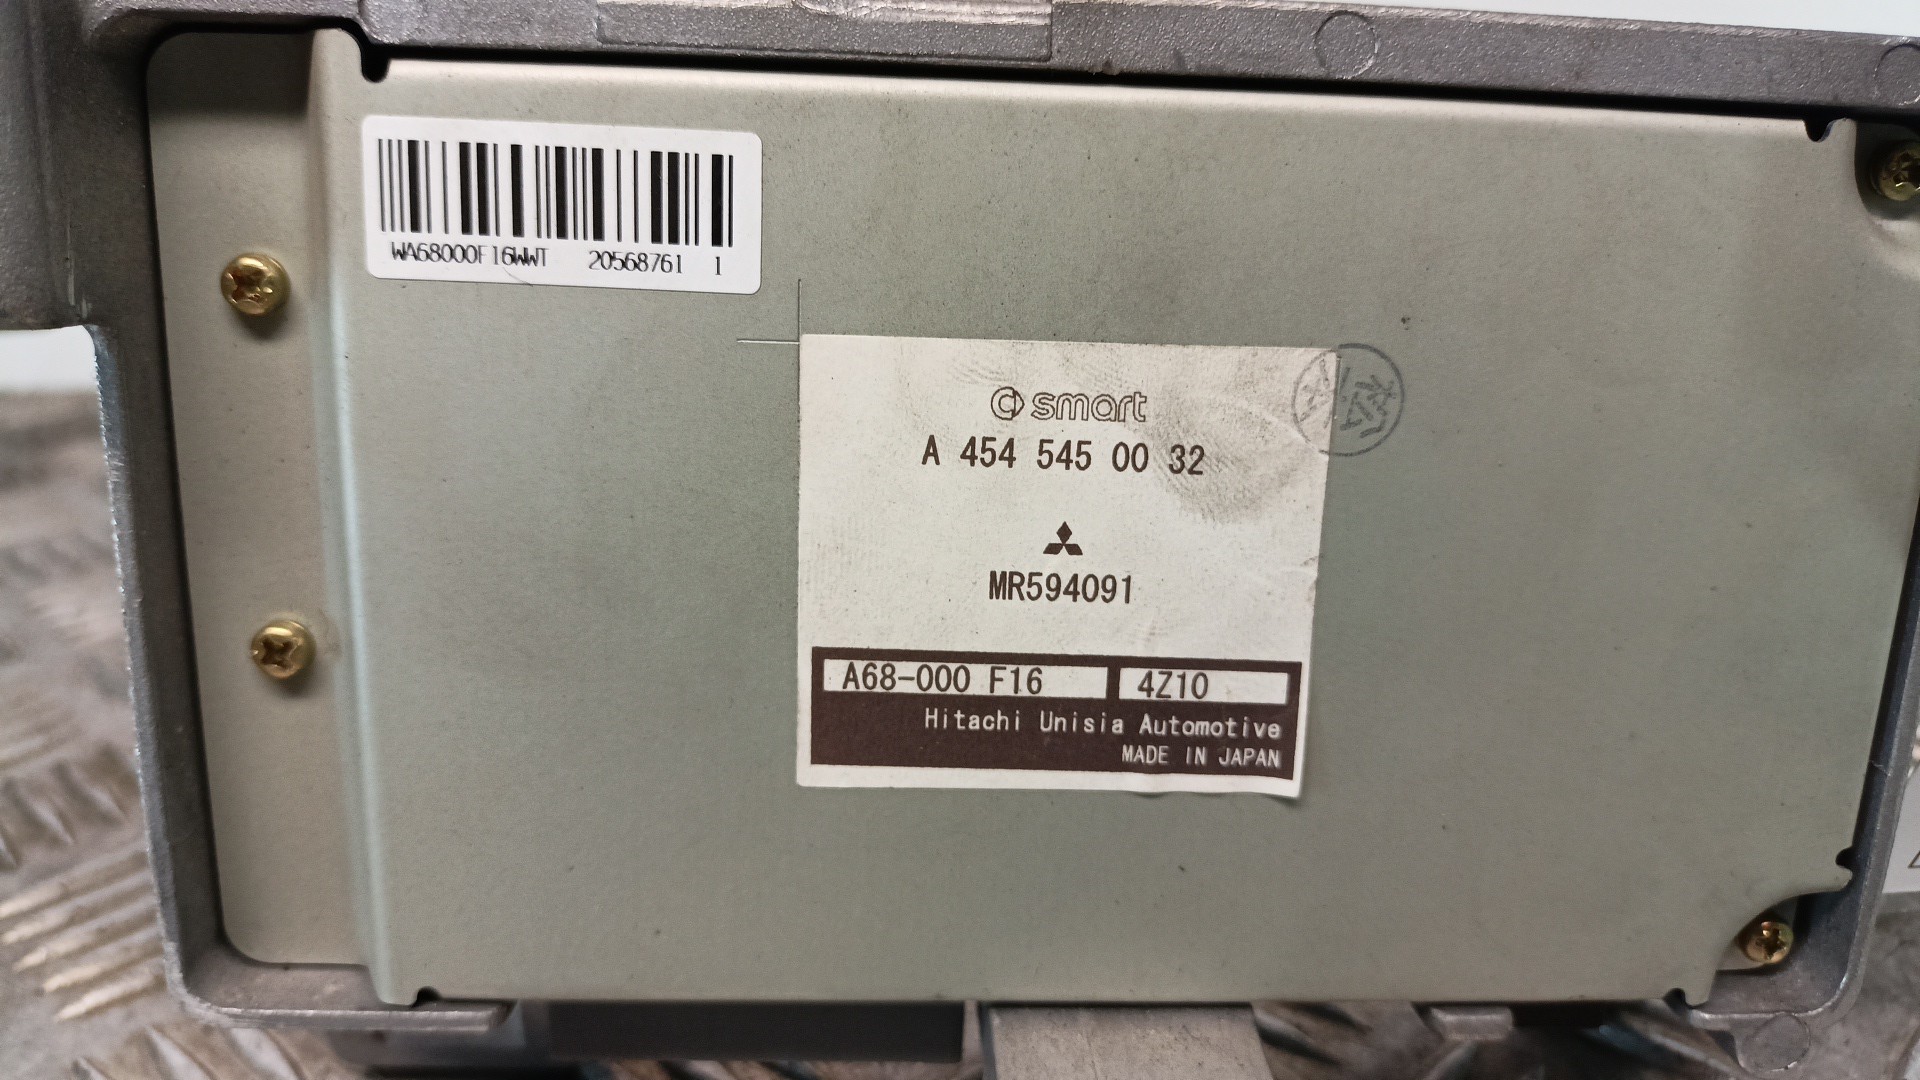 WA68000F16WWT 20568761 1
smart
A 454 545 00 32
MR594091
A68-000 F16 4Z10
Hitachi Unisia Automotive
MADE IN JAPAN